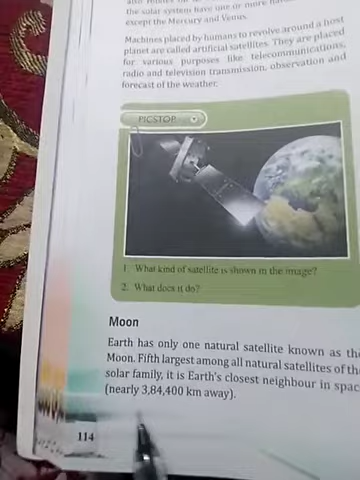 the solar system have one or more
except the Mercury and Venus.
Machines placed by humans to revolve around a host
planet are called artificial satellites. They are placed
for various purposes like telecommunications,
radio and television transmission, observation and
forecast of the weather.
PICSTOP
1. What kind of satellite is shown in the image?
2. What does it do?
Moon
Earth has only one natural satellite known as the
Moon. Fifth largest among all natural satellites of the
solar family, it is Earth's closest neighbour in space
(nearly 3,84,400 km away).
114